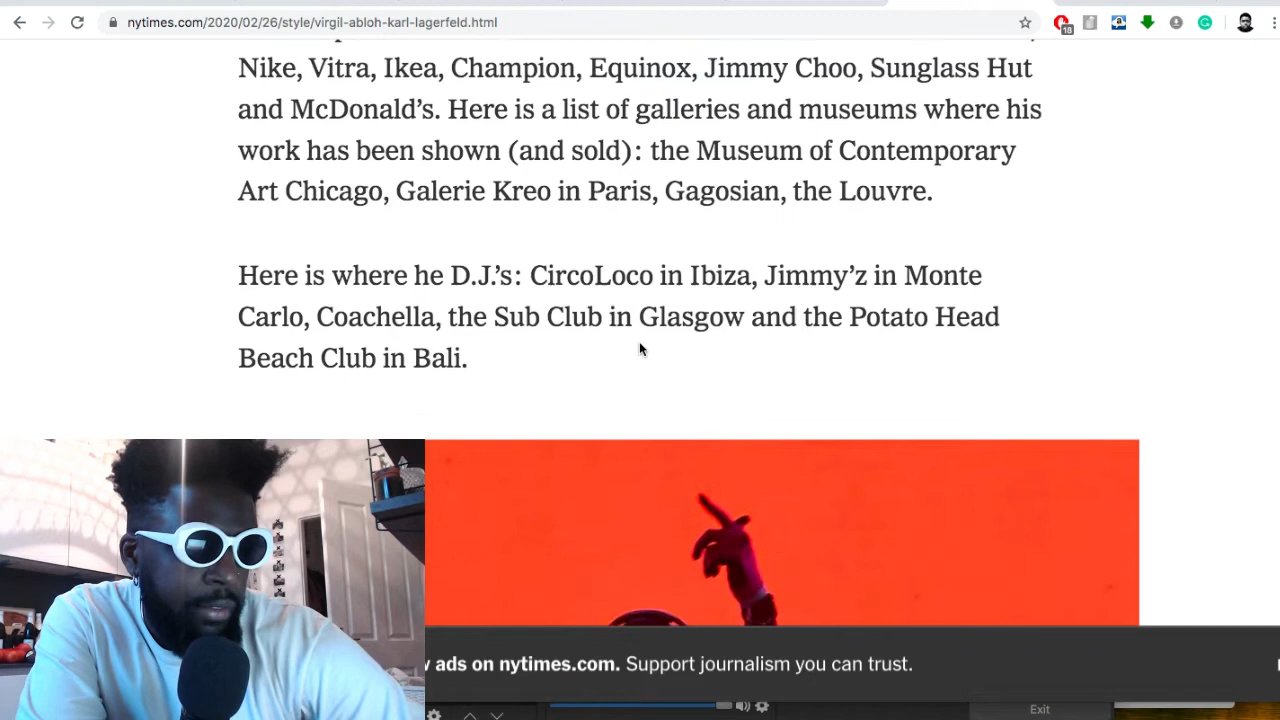 nytimes.com/2020/02/26/style/virgil-abloh-karl-lagerfeld.html
18
Nike, Vitra, Ikea, Champion, Equinox, Jimmy Choo, Sunglass Hut
and McDonald’s. Here is a list of galleries and museums where his
work has been shown (and sold): the Museum of Contemporary
Art Chicago, Galerie Kreo in Paris, Gagosian, the Louvre.
Here is where he D.J.’s: CircoLoco in Ibiza, Jimmy’z in Monte
Carlo, Coachella, the Sub Club in Glasgow and the Potato Head
Beach Club in Bali.
ads on nytimes.com. Support journalism you can trust.
Exit